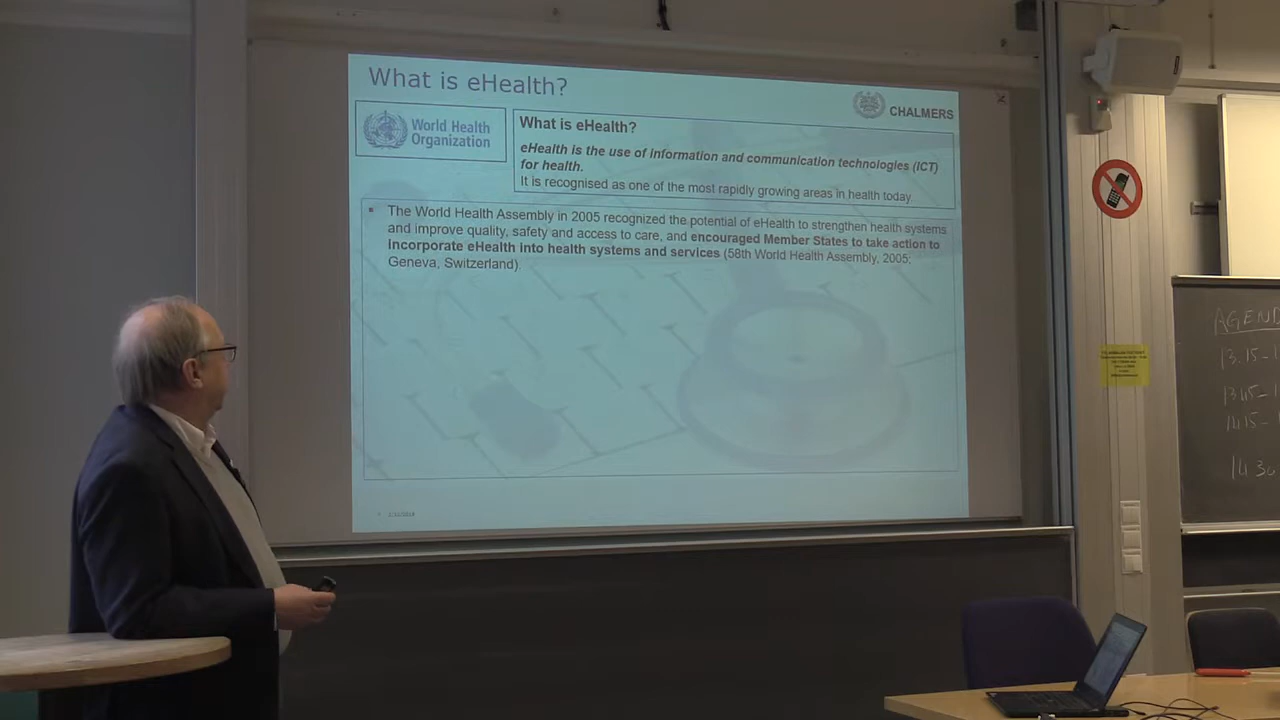 What is eHealth?
CHALMERS
World Health
Organization
What is eHealth?
eHealth is the use of information and communication technologies (ICT)
for health.
It is recognised as one of the most rapidly growing areas in health today
The World Health Assembly in 2005 recognized the potential of eHealth to strengthen health systems
and improve quality, safety and access to care, and encouraged Member States to take action to
incorporate eHealth into health systems and services (58th World Health Assembly, 2005;
Geneva, Switzerland).
AGEND
13.15-1
13.45-1
14.15-
14.30